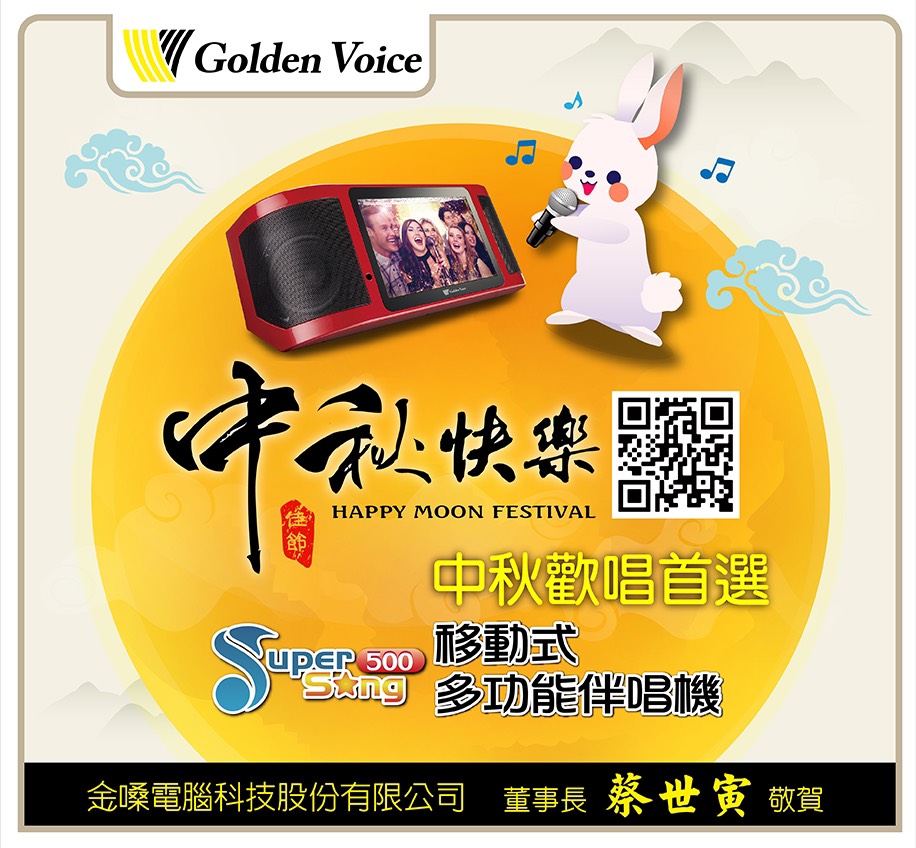 Golden Voice
Golden Voice
中秋快樂
佳節
HAPPY MOON FESTIVAL
中秋歡唱首選
Super Song 500
移動式
多功能伴唱機
金嗓電腦科技股份有限公司 董事長 蔡世寅 敬賀